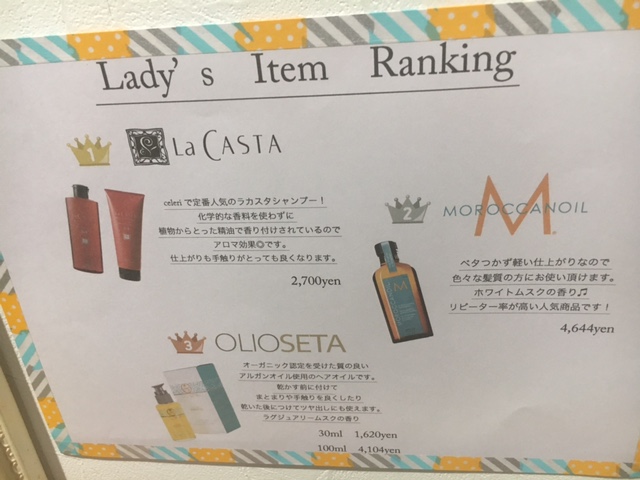 Lady's Item Ranking
1
La CASTA
celeri で定番人気のラカスタシャンプー！
化学的な香料を使わずに
植物からとった精油で香り付けされているので
アロマ効果◎です。
仕上がりも手触りがとっても良くなります。
2,700yen
2
M
MOROCCANOIL
ベタつかず軽い仕上がりなので
色々な髪質の方にお使い頂けます。
ホワイトムスクの香り♫
リピーター率が高い人気商品です！
4,644yen
3
OLIOSETA
オーガニック認定を受けた質の良い
アルガンオイル使用のヘアオイルです。
乾かす前に付けて
まとまりや手触りを良くしたり
乾いた後につけてツヤ出しにも使えます。
ラグジュアリームスクの香り
30ml 1,620yen
100ml 4,104yen